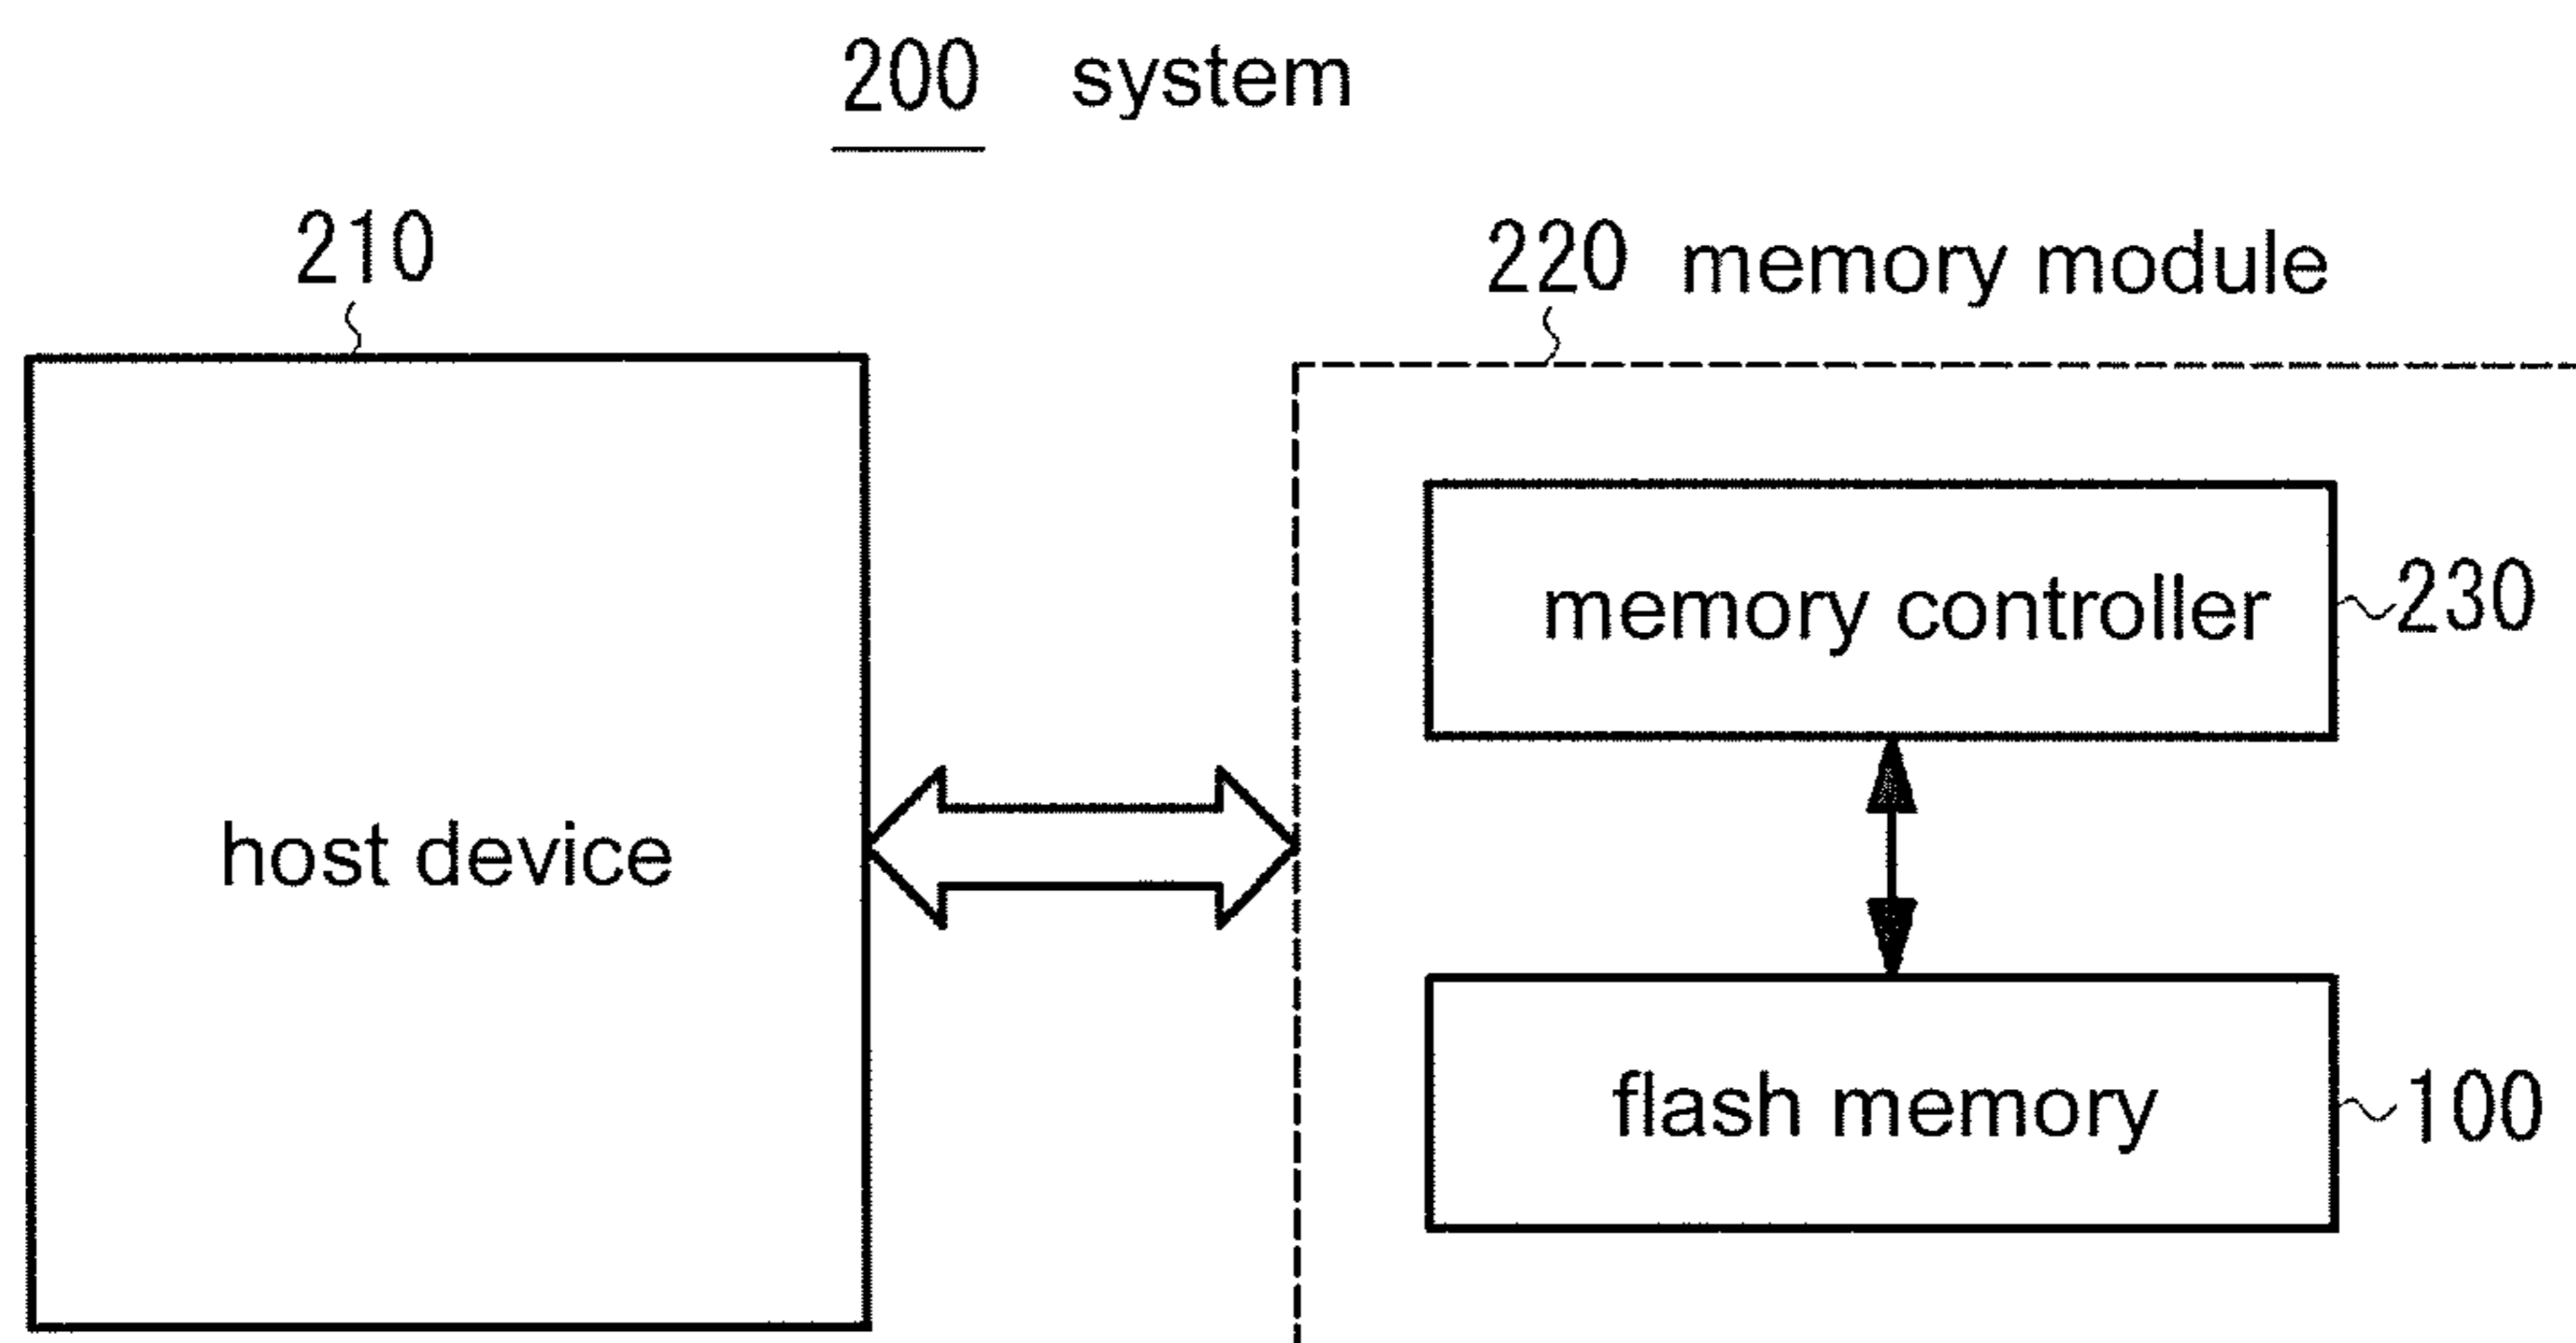 200 system
210
220 memory module
memory controller
230
host device
flash memory
100